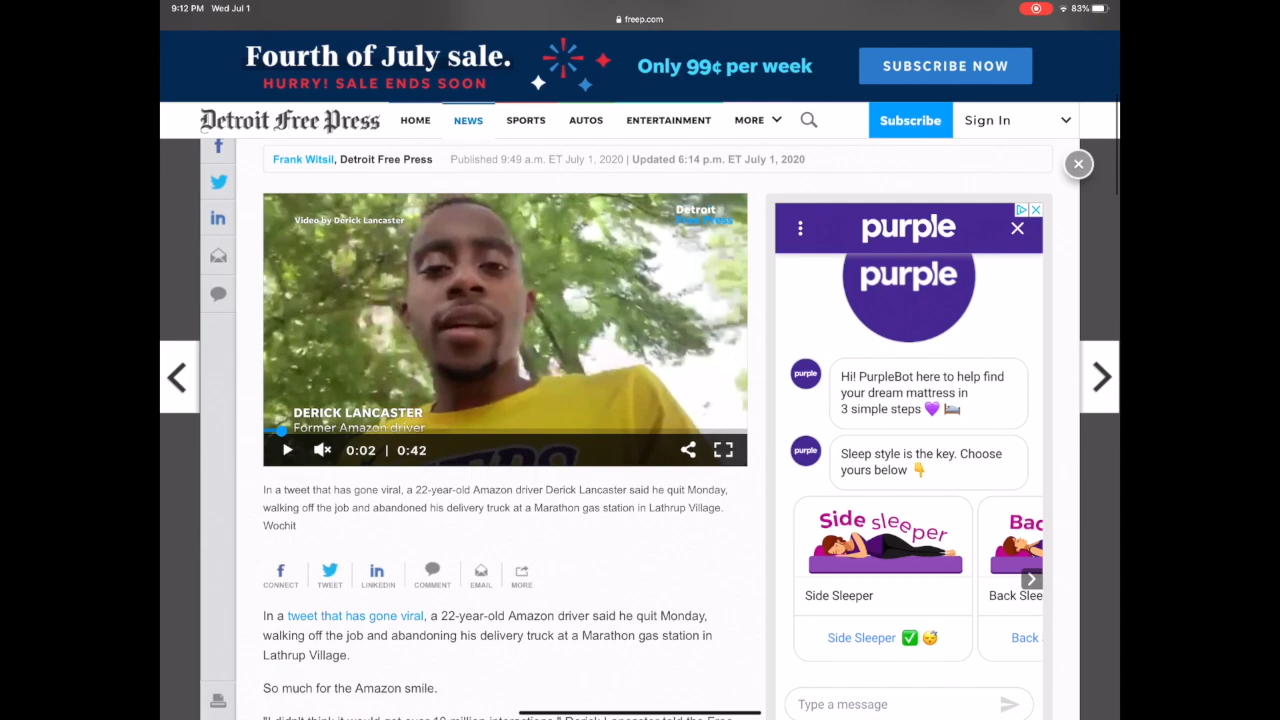 9:12 PM Wed Jul 1
83%
freep.com
Fourth of July sale.
HURRY! SALE ENDS SOON
Only 99¢ per week
SUBSCRIBE NOW
Detroit Free Press
HOME
NEWS
SPORTS
AUTOS
ENTERTAINMENT
MORE
Subscribe
Sign In
Frank Witsil, Detroit Free Press Published 9:49 a.m. ET July 1, 2020 | Updated 6:14 p.m. ET July 1, 2020
Video by Derick Lancaster
Detroit
Free Press
DERICK LANCASTER
Former Amazon driver
0:02 | 0:42
In a tweet that has gone viral, a 22-year-old Amazon driver Derick Lancaster said he quit Monday,
walking off the job and abandoned his delivery truck at a Marathon gas station in Lathrup Village.
Wochit
CONNECT
TWEET
LINKEDIN
COMMENT
EMAIL
MORE
In a tweet that has gone viral, a 22-year-old Amazon driver said he quit Monday,
walking off the job and abandoning his delivery truck at a Marathon gas station in
Lathrup Village.
So much for the Amazon smile.
purple
purple
purple
Hi! PurpleBot here to help find
your dream mattress in
3 simple steps 💜 🛏️
purple
Sleep style is the key. Choose
yours below 👇
Side sleeper
Bac
Side Sleeper
Back Slee
Side Sleeper ✅ 😴
Back
Type a message